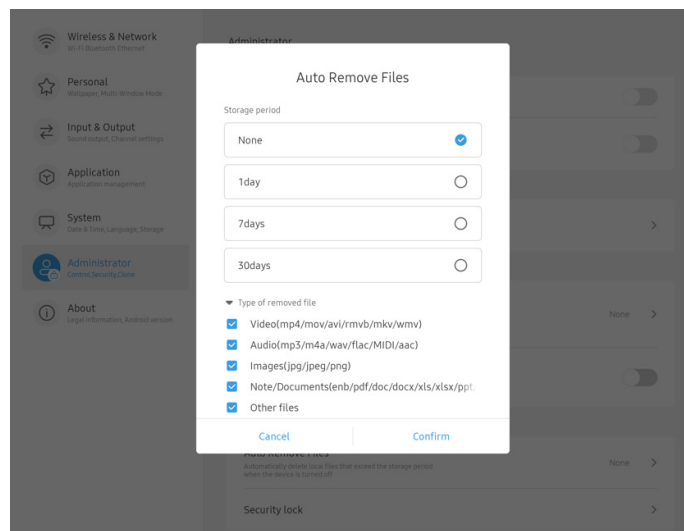 Wireless & Network
Wi-Fi Bluetooth Ethernet
Personal
Wallpaper, Multi-Window Mode
Input & Output
Sound output, Channel settings
Application
Application management
System
Date & Time, Language, Storage
Administrator
Control,Security,Clone
About
Legal information, Android version
Administrator
Auto Remove Files
Storage period
None
1day
7days
30days
Type of removed file
Video(mp4/mov/avi/rmvb/mkv/wmv)
Audio(mp3/m4a/wav/flac/MIDI/aac)
Images(jpg/jpeg/png)
Note/Documents(enb/pdf/doc/docx/xls/xlsx/ppt,
Other files
Cancel
Confirm
None
Auto Remove Files
Automatically delete local files that exceed the storage period
when the device is turned off
None
Security lock